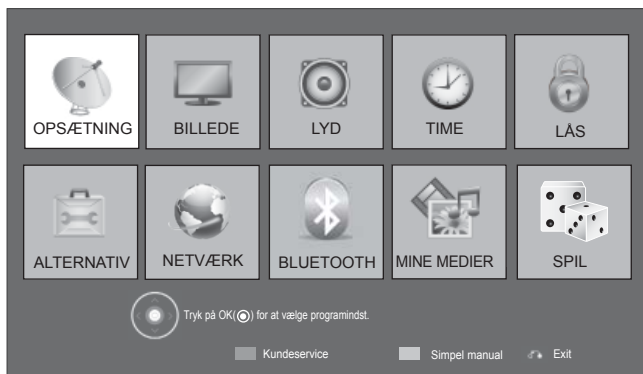 OPSÆTNING BILLEDE LYD TIME LÅS
ALTERNATIV NETVÆRK BLUETOOTH MINE MEDIER SPIL
Tryk på OK(◉) for at vælge programindst.
Kundeservice Simpel manual Exit